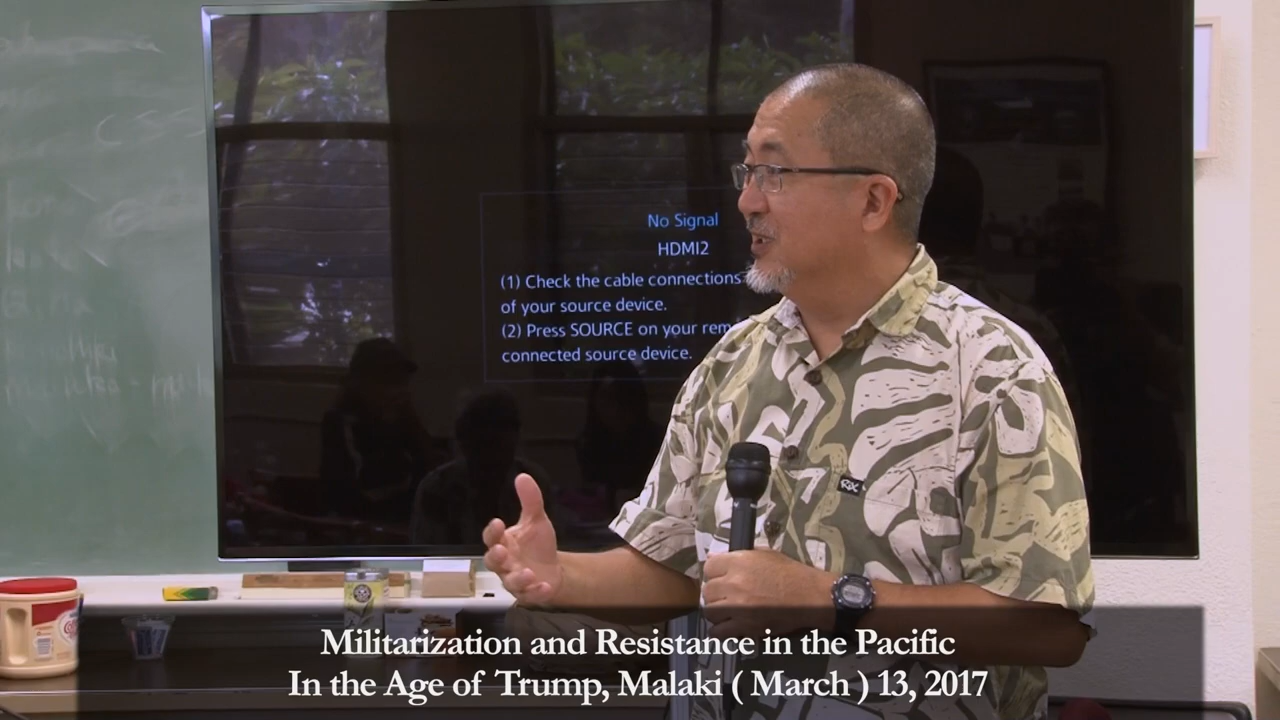 No Signal
HDMI2
(1) Check the cable connections
of your source device.
(2) Press SOURCE on your rem
connected source device.
RIX
Militarization and Resistance in the Pacific
In the Age of Trump, Malaki ( March ) 13, 2017